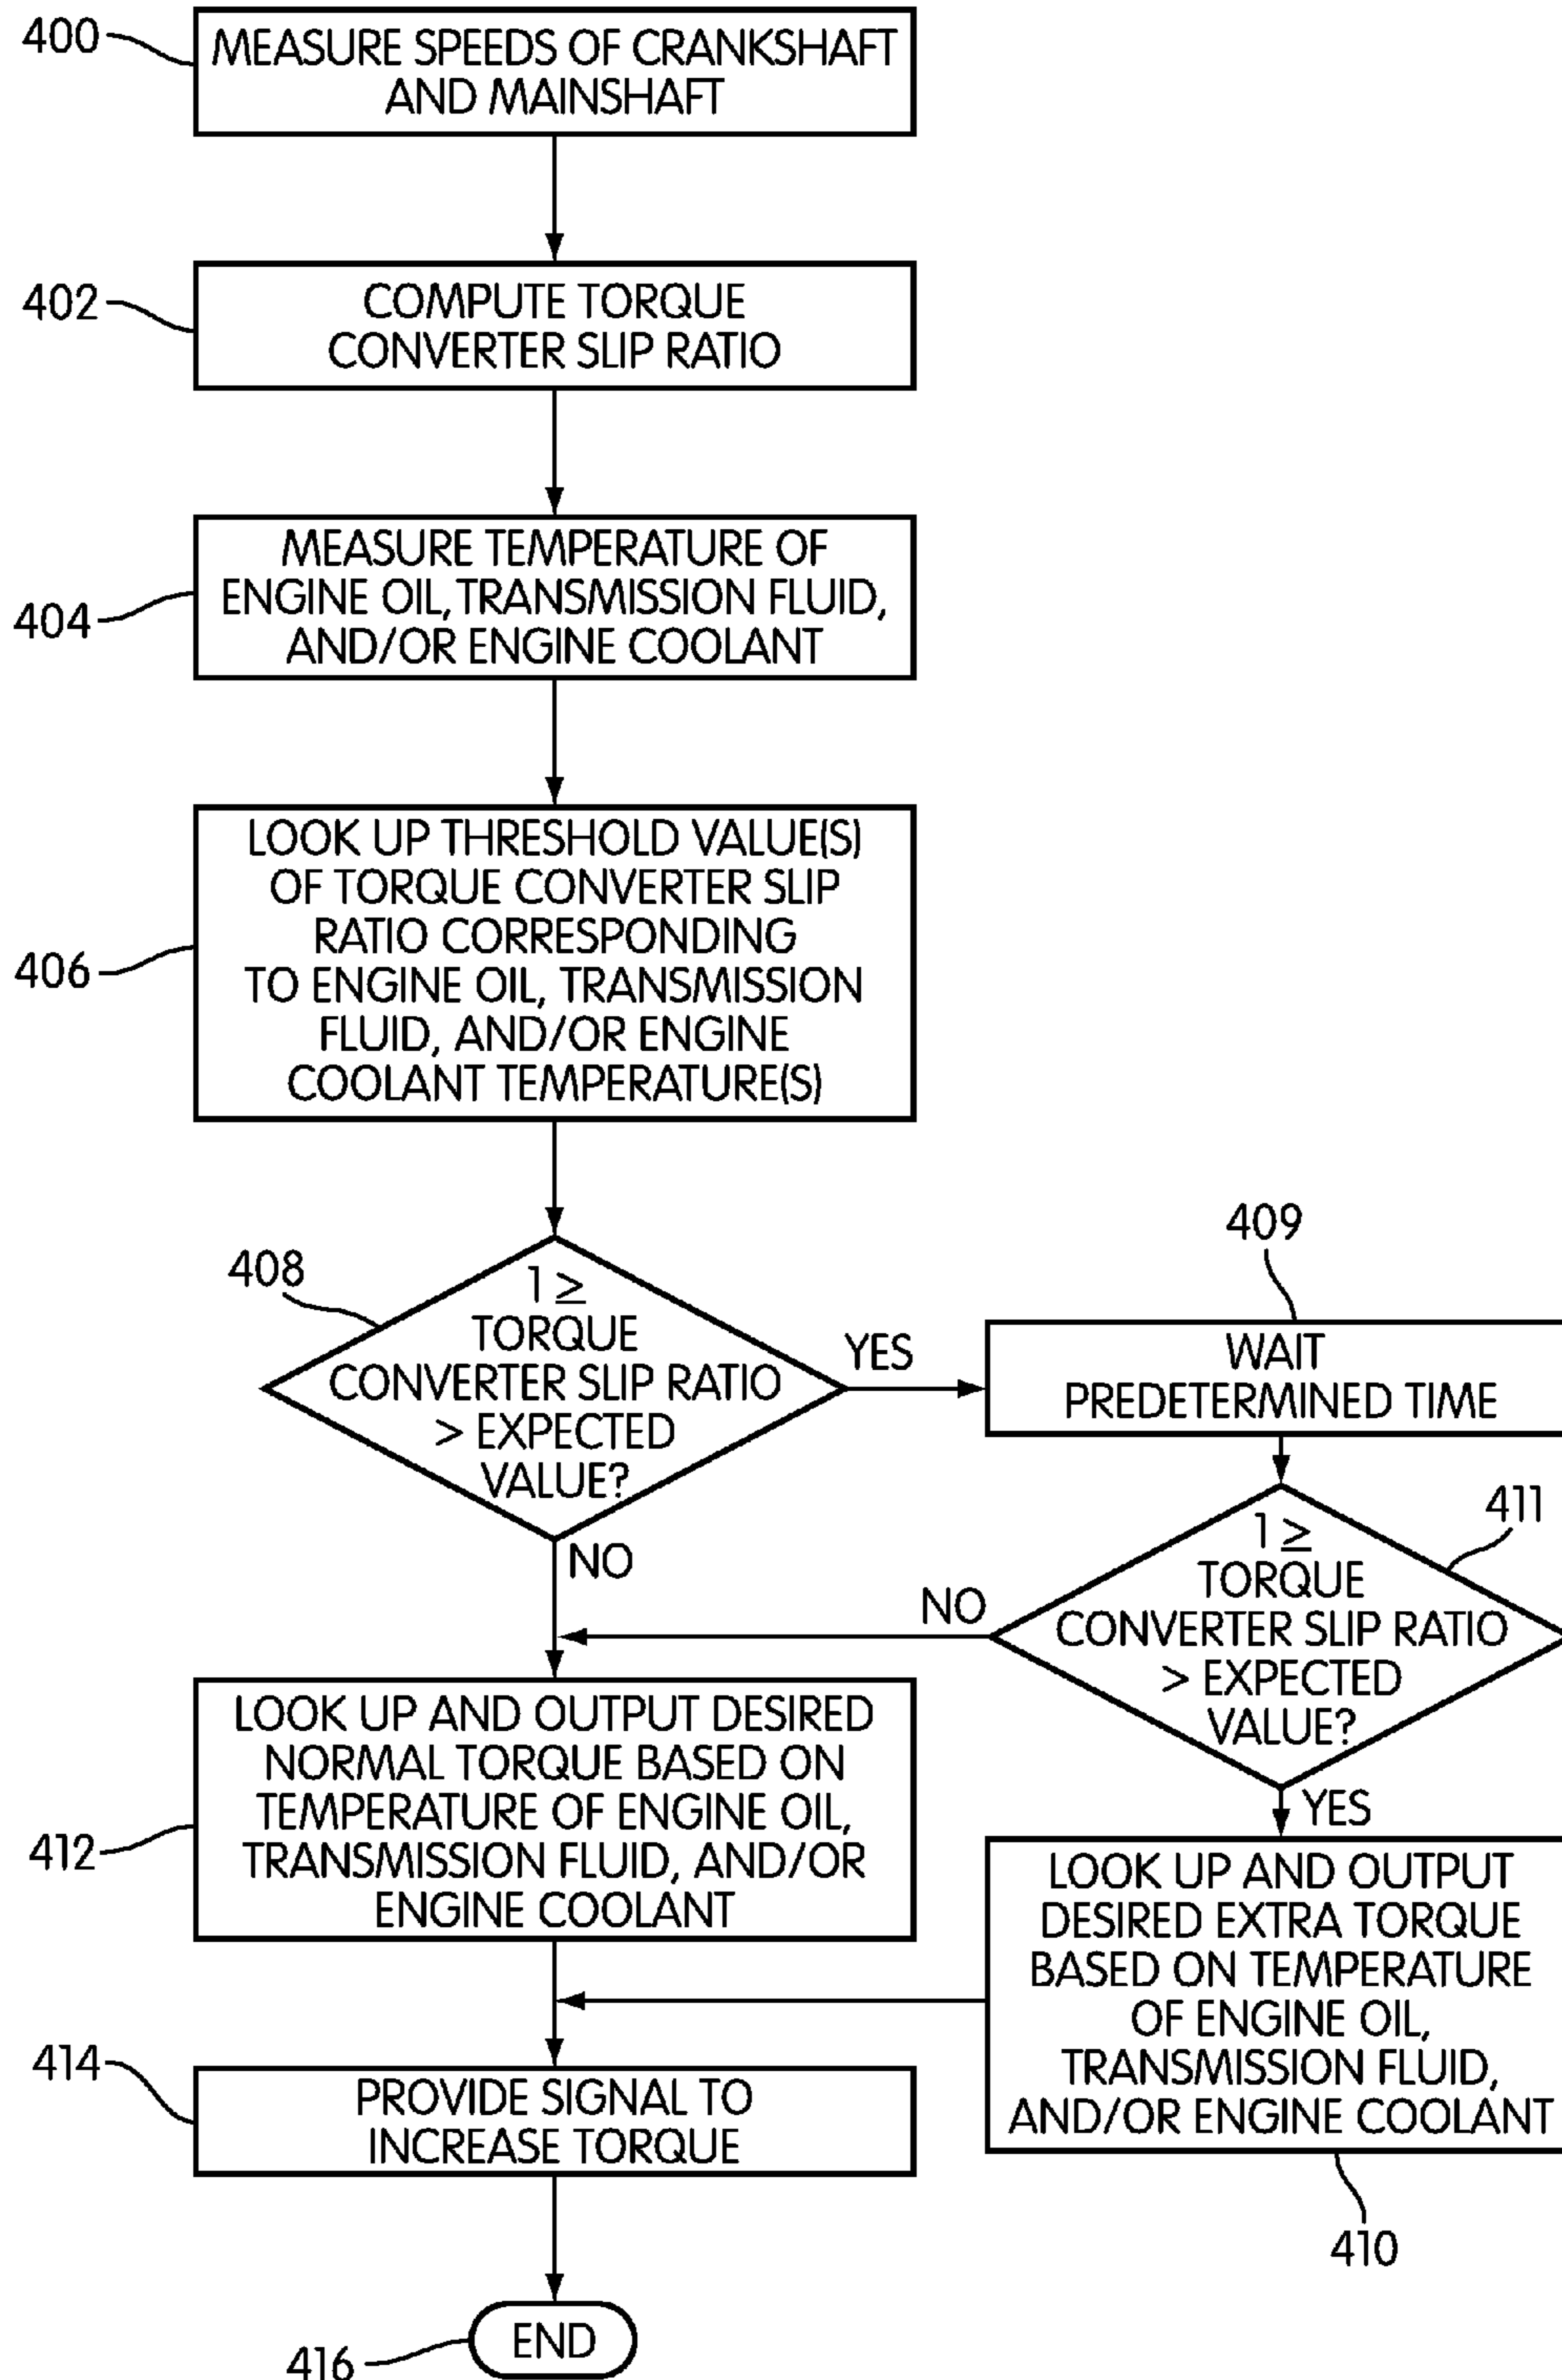 400
MEASURE SPEEDS OF CRANKSHAFT
AND MAINSHAFT
402
COMPUTE TORQUE
CONVERTER SLIP RATIO
404
MEASURE TEMPERATURE OF
ENGINE OIL, TRANSMISSION FLUID,
AND/OR ENGINE COOLANT
406
LOOK UP THRESHOLD VALUE(S)
OF TORQUE CONVERTER SLIP
RATIO CORRESPONDING
TO ENGINE OIL, TRANSMISSION
FLUID, AND/OR ENGINE
COOLANT TEMPERATURE(S)
408
1 ≥
TORQUE
CONVERTER SLIP RATIO
> EXPECTED
VALUE?
YES
NO
409
WAIT
PREDETERMINED TIME
411
1 ≥
TORQUE
CONVERTER SLIP RATIO
> EXPECTED
VALUE?
NO
YES
412
LOOK UP AND OUTPUT DESIRED
NORMAL TORQUE BASED ON
TEMPERATURE OF ENGINE OIL,
TRANSMISSION FLUID, AND/OR
ENGINE COOLANT
LOOK UP AND OUTPUT
DESIRED EXTRA TORQUE
BASED ON TEMPERATURE
OF ENGINE OIL,
TRANSMISSION FLUID,
AND/OR ENGINE COOLANT
410
414
PROVIDE SIGNAL TO
INCREASE TORQUE
END
416